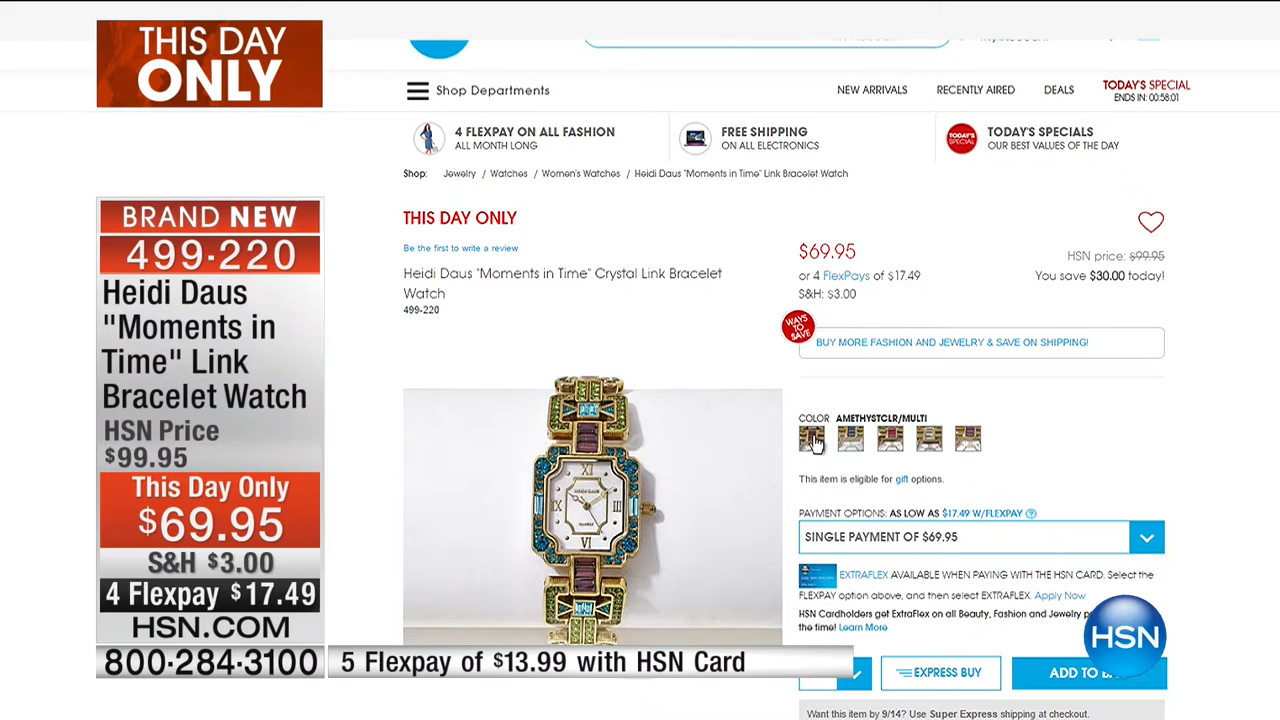 THIS DAY
ONLY
Shop Departments
NEW ARRIVALS
RECENTLY AIRED
DEALS
TODAY'S SPECIAL
ENDS IN: 00:58:01
4 FLEXPAY ON ALL FASHION
ALL MONTH LONG
FREE SHIPPING
ON ALL ELECTRONICS
TODAY'S SPECIAL
TODAY'S SPECIALS
OUR BEST VALUES OF THE DAY
Shop: Jewelry / Watches / Women's Watches / Heidi Daus "Moments in Time" Link Bracelet Watch
BRAND NEW
499-220
Heidi Daus
"Moments in
Time" Link
Bracelet Watch
HSN Price
$99.95
This Day Only
$69.95
S&H $3.00
4 Flexpay $17.49
HSN.COM
800-284-3100
5 Flexpay of $13.99 with HSN Card
THIS DAY ONLY
Be the first to write a review
Heidi Daus "Moments in Time" Crystal Link Bracelet
Watch
499-220
$69.95
HSN price: $99.95
or 4 FlexPays of $17.49
You save $30.00 today!
S&H: $3.00
WAYS
TO
SAVE
BUY MORE FASHION AND JEWELRY & SAVE ON SHIPPING!
COLOR AMETHYSTCLR/MULTI
This item is eligible for gift options.
PAYMENT OPTIONS: AS LOW AS $17.49 W/FLEXPAY ?
SINGLE PAYMENT OF $69.95
EXTRAFLEX AVAILABLE WHEN PAYING WITH THE HSN CARD. Select the
FLEXPAY option above, and then select EXTRAFLEX. Apply Now
HSN Cardholders get ExtraFlex on all Beauty, Fashion and Jewelry
the time! Learn More
HSN
EXPRESS BUY
ADD TO
Want this item by 9/14? Use Super Express shipping at checkout.
XII
III
VI
IX